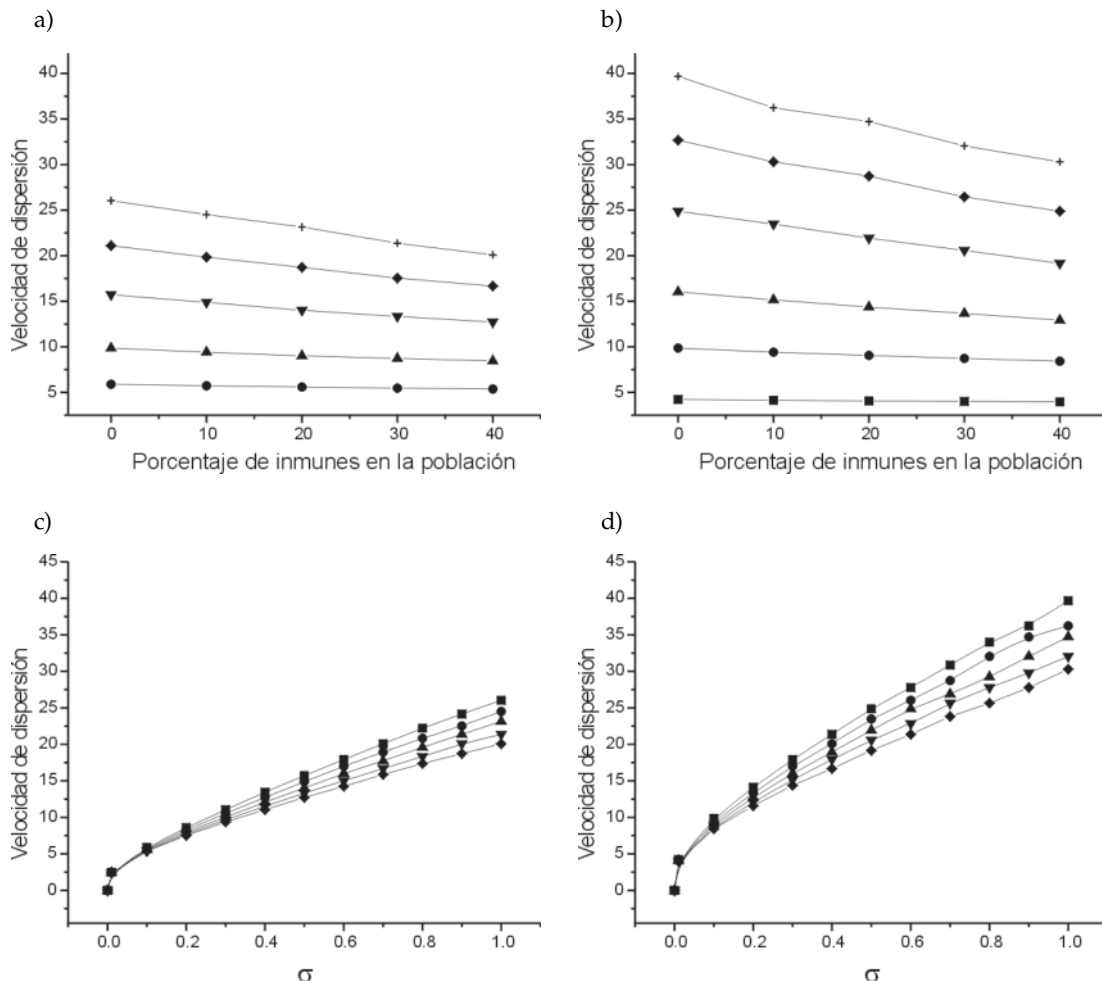 a)
b)
Velocidad de dispersión
40
35
30
25
20
15
10
5
0 10 20 30 40
Porcentaje de inmunes en la población
Velocidad de dispersión
40
35
30
25
20
15
10
5
0 10 20 30 40
Porcentaje de inmunes en la población
c)
d)
Velocidad de dispersión
45
40
35
30
25
20
15
10
5
0
0.0 0.2 0.4 0.6 0.8 1.0
σ
Velocidad de dispersión
45
40
35
30
25
20
15
10
5
0
0.0 0.2 0.4 0.6 0.8 1.0
σ